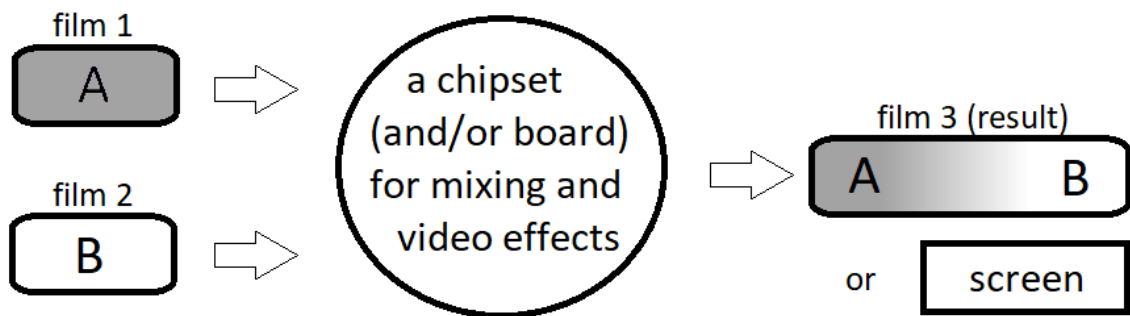 film 1
A
film 2
B
a chipset
(and/or board)
for mixing and
video effects
film 3 (result)
A B
or screen